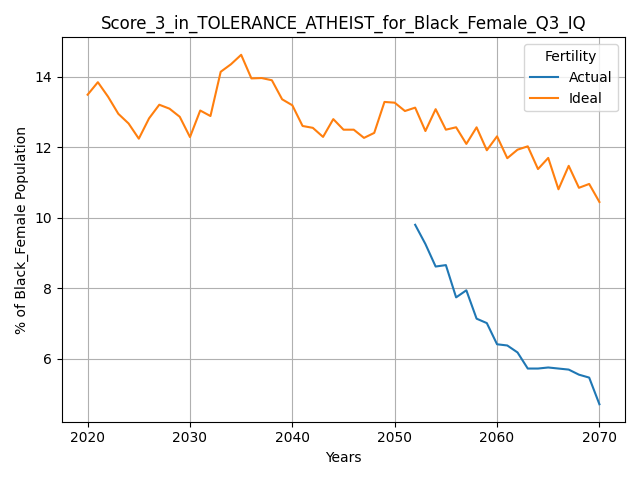 Score_3_in_TOLERANCE_ATHEIST_for_Black_Female_Q3_IQ
Fertility
Actual
Ideal
% of Black_Female Population
14
12
10
8
6
2020 2030 2040 2050 2060 2070
Years